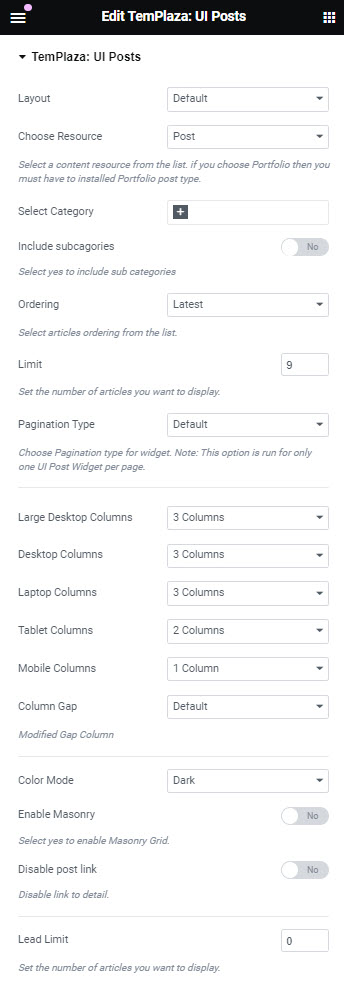 Edit TemPlaza: UI Posts
TemPlaza: UI Posts
Layout Default
Choose Resource Post
Select a content resource from the list. if you choose Portfolio then you
must have to installed Portfolio post type.
Select Category
Include subcagories No
Select yes to include sub categories
Ordering Latest
Select articles ordering from the list.
Limit 9
Set the number of articles you want to display.
Pagination Type Default
Choose Pagination type for widget. Note: This option is run for only
one UI Post Widget per page.
Large Desktop Columns 3 Columns
Desktop Columns 3 Columns
Laptop Columns 3 Columns
Tablet Columns 2 Columns
Mobile Columns 1 Column
Column Gap Default
Modified Gap Column
Color Mode Dark
Enable Masonry No
Select yes to enable Masonry Grid.
Disable post link No
Disable link to detail.
Lead Limit 0
Set the number of articles you want to display.